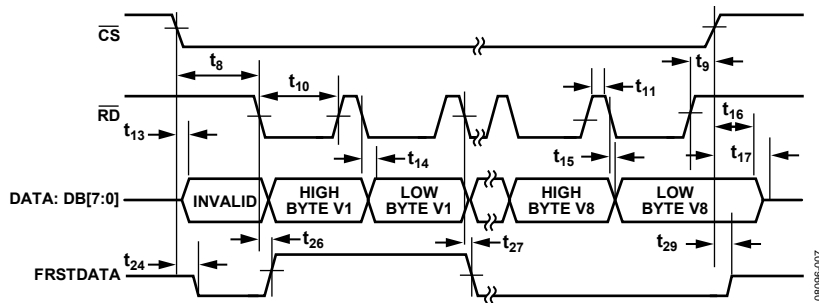 CS
t8
t9
t10
t11
RD
t16
t13
t14
t15
t17
DATA: DB[7:0]
INVALID
HIGH
BYTE V1
LOW
BYTE V1
HIGH
BYTE V8
LOW
BYTE V8
t24
t26
t27
t29
FRSTDATA
08096-007